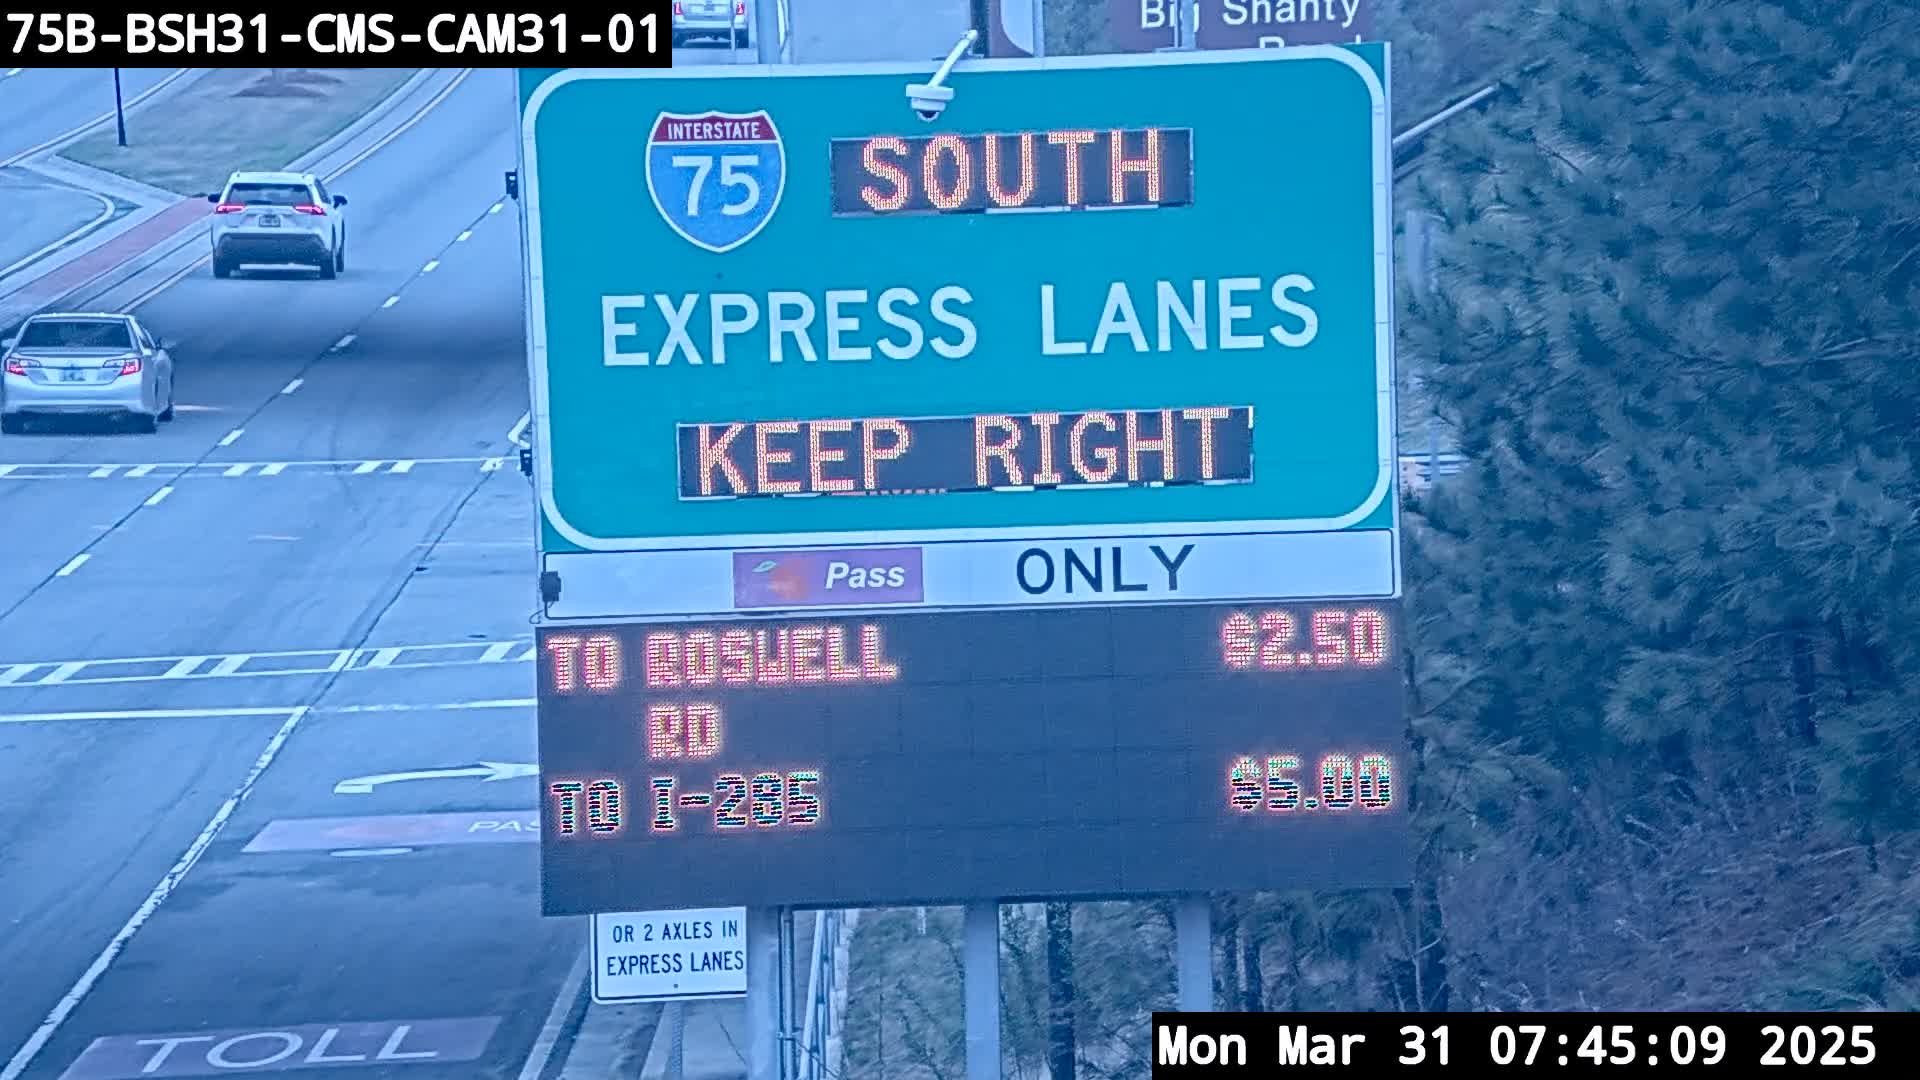 75B-BSH31-CMS-CAM31-01
Big Shanty
INTERSTATE
75
SOUTH
EXPRESS LANES
KEEP RIGHT
Pass
ONLY
TO ROSWELL $2.50
RD
TO I-285 $5.00
OR 2 AXLES IN
EXPRESS LANES
TOLL
Mon Mar 31 07:45:09 2025